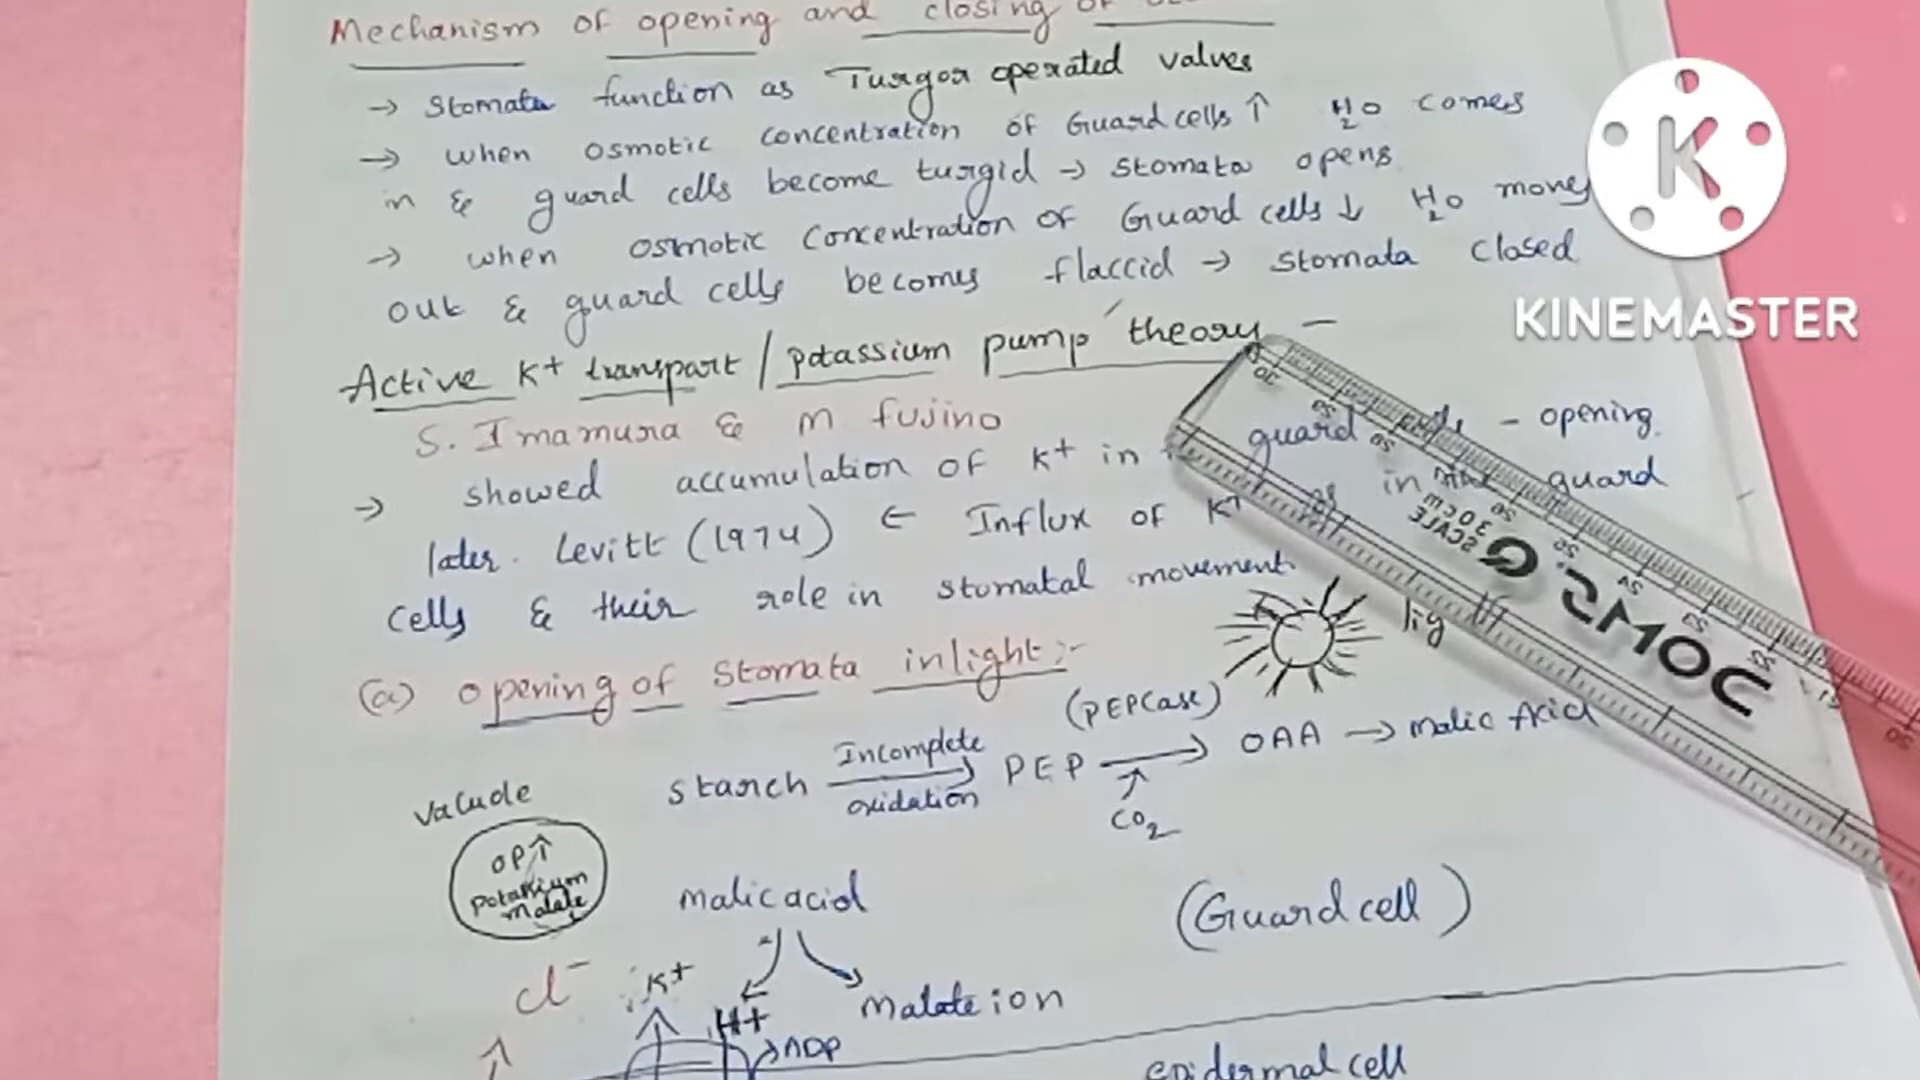 Mechanism of opening and closing of
→ Stomata function as Turgor operated valves
→ when osmotic concentration of Guard cells ↑ H2O comes
in & guard cells become turgid → stomata opens
→ when osmotic concentration of Guard cells ↓ H2O moves
out & guard cells becomes flaccid → stomata closed
Active K+ transport / potassium pump theory –
S. Imamura & M fujino
→ showed accumulation of K+ in guard – opening
later. Levitt (1974) ← Influx of K+ in guard
cells & their role in stomatal movement.
lig
(a) opening of stomata inlight:-
starch Incomplete oxidation → PEP (PEPCase) → OAA → Malic Acid
CO2
Vacuole
OP↑
Potassium
malate
malic acid
(Guard cell)
Cl- K+ H+ Malate ion
ADP
epidermal cell
K
KINEMASTER
SCALE
30cm
DOMS